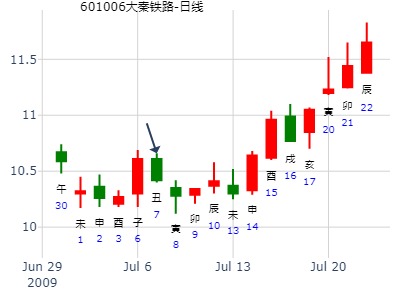 601006大秦铁路-日线
11.5
11
10.5
10
午
30
未
1
申
2
酉
3
子
6
丑
7
寅
8
卯
9
辰
10
未
13
申
14
酉
15
戌
16
亥
17
寅
20
卯
21
辰
22
Jun 29
2009
Jul 6
Jul 13
Jul 20